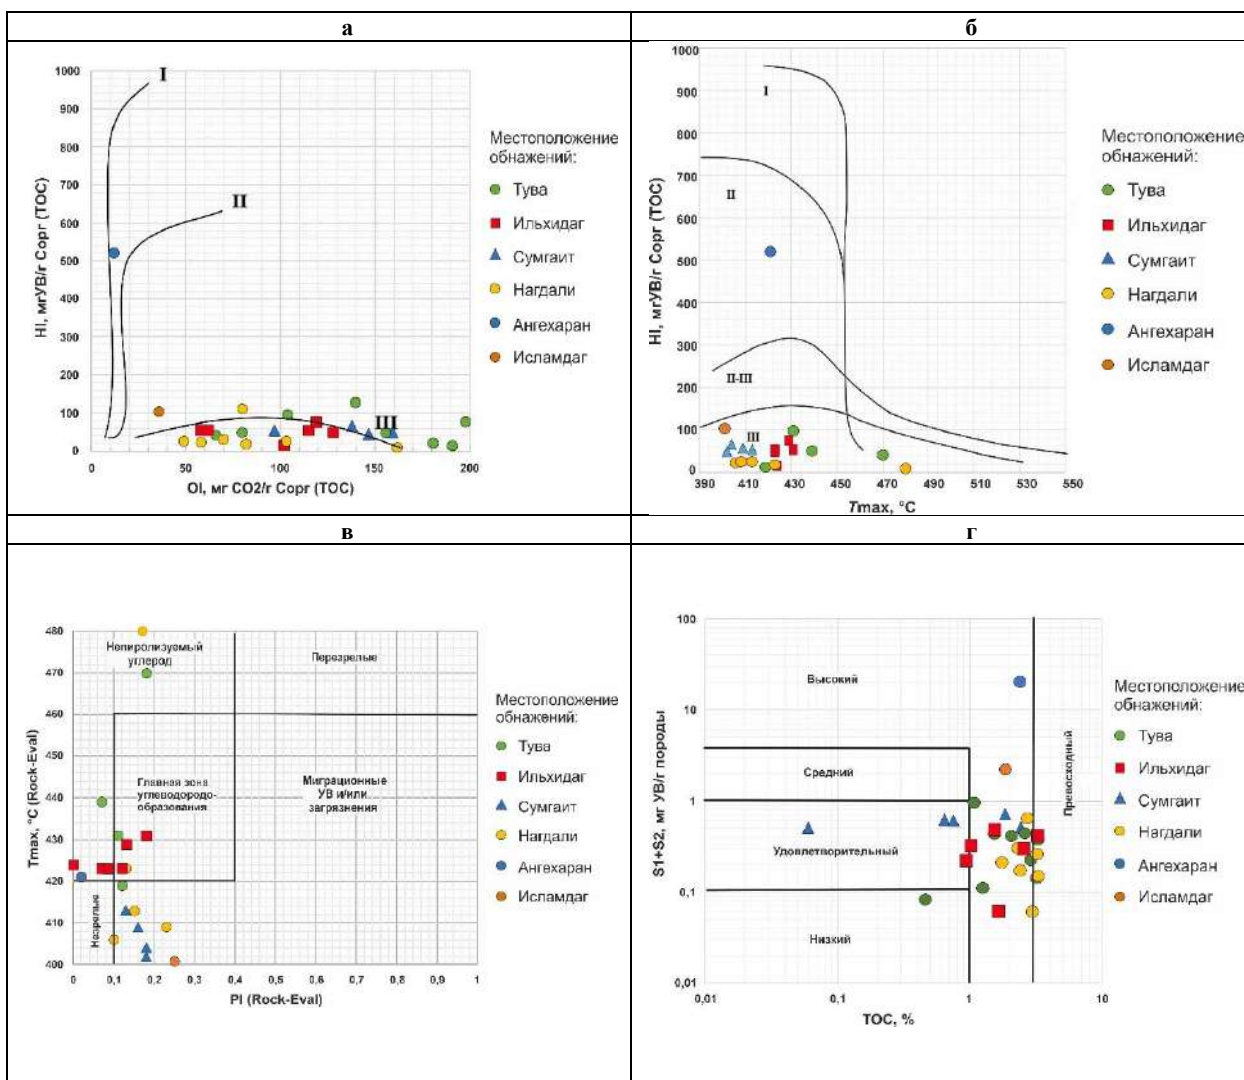 а
1000
900
800
700
600
500
400
300
200
100
0
HI, мгУВ/г Сорг (TOC)
I
II
III
0
50
100
150
200
OI, мг CO2/г Сорг (TOC)
Местоположение
обнажений:
Тува
Ильхидаг
Сумгаит
Нагдали
Ангехаран
Исламдаг
б
1000
900
800
700
600
500
400
300
200
100
0
HI, мгУВ/г Сорг (TOC)
I
II
II-III
III
390
410
430
450
470
490
510
530
550
Tmax, °C
Местоположение
обнажений:
Тува
Ильхидаг
Сумгаит
Нагдали
Ангехаран
Исламдаг
в
480
470
460
450
440
430
420
410
400
Tmax, °C (Rock-Eval)
Непиролизуемый
углерод
Перезрелые
Главная зона
углеводородо-
образования
Миграционные
УВ и/или
загрязнения
Незрелые
0
0,1
0,2
0,3
0,4
0,5
0,6
0,7
0,8
0,9
1
PI (Rock-Eval)
Местоположение
обнажений:
Тува
Ильхидаг
Сумгаит
Нагдали
Ангехаран
Исламдаг
г
100
10
1
0,1
0,01
S1+S2, мг УВ/г породы
Высокий
Средний
Удовлетворительный
Низкий
Превосходный
0,01
0,1
1
10
TOC, %
Местоположение
обнажений:
Тува
Ильхидаг
Сумгаит
Нагдали
Ангехаран
Исламдаг